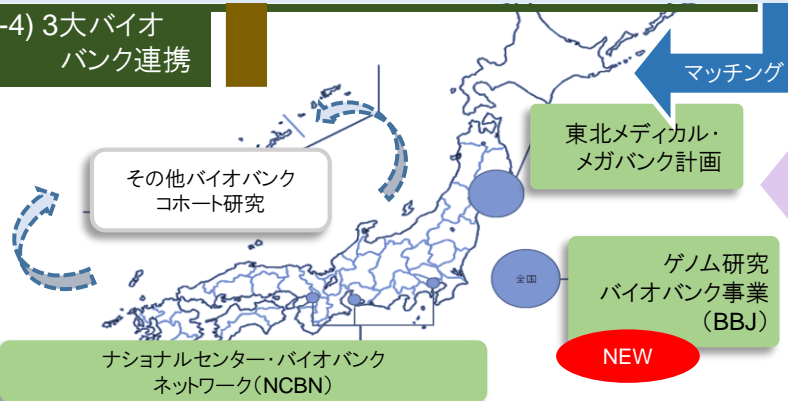 -4) 3大バイオ
バンク連携
マッチング
東北メディカル・
メガバンク計画
その他バイオバンク
コホート研究
全国
ゲノム研究
バイオバンク事業
(BBJ)
NEW
ナショナルセンター・バイオバンク
ネットワーク(NCBN)